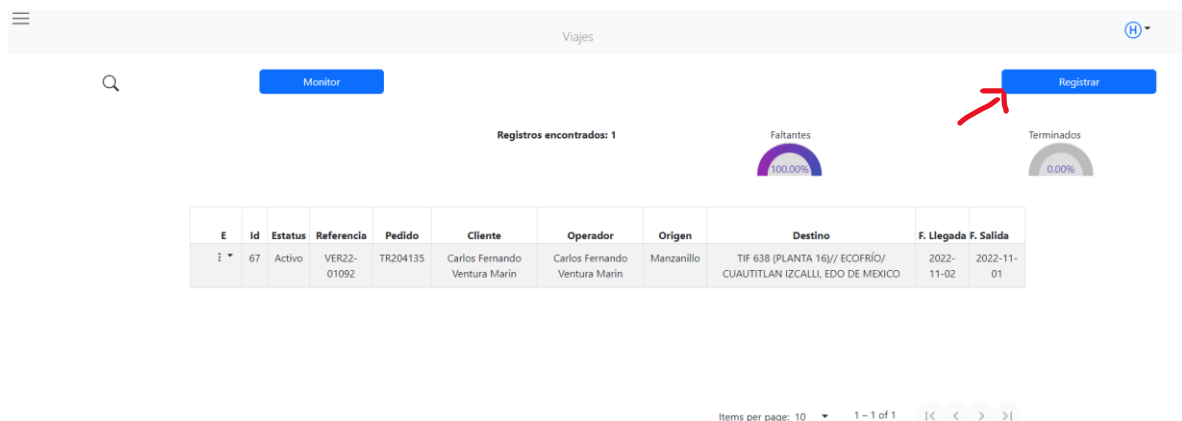 Viajes
H
Monitor
Registrar
Registros encontrados: 1
Faltantes
Terminados
100.00%
0.00%
E Id Estatus Referencia Pedido Cliente Operador Origen Destino F. Llegada F. Salida
67 Activo VER22- TR204135 Carlos Fernando Carlos Fernando Manzanillo TIF 638 (PLANTA 16)// ECOFRÍO/ 2022- 2022-11-
01092 Ventura Marin Ventura Marin CUAUTITLAN IZCALLI, EDO DE MEXICO 11-02 01
Items per page: 10 1 – 1 of 1